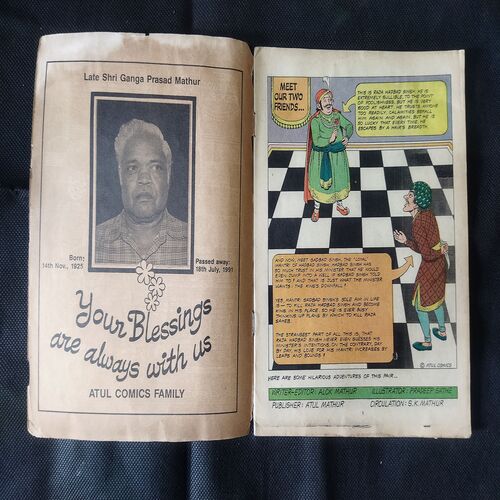 Late Shri Ganga Prasad Mathur
Born:
14th Nov., 1925
Passed away:
18th July, 1991
Your Blessings
are always with us
ATUL COMICS FAMILY
MEET
OUR TWO
FRIENDS...
THIS IS RAJA HADBAD SINGH. HE IS
EXTREMELY GULLIBLE, TO THE POINT
OF FOOLISHNESS. BUT HE IS VERY
GOOD AT HEART. HE TRUSTS ANYONE
TOO READILY. CALAMITIES BEFALL
HIM AGAIN AND AGAIN. BUT HE IS
SO LUCKY THAT EVERY TIME, HE
ESCAPES BY A HAIR'S BREADTH.
AND NOW, MEET GADBAD SINGH, THE "LOYAL"
MANTRI OF HADBAD SINGH. HADBAD SINGH HAS
SO MUCH TRUST IN HIS MINISTER THAT HE WOULD
EVEN JUMP INTO A WELL IF GADBAD SINGH TOLD
HIM TO! AND THAT IS JUST WHAT THE MINISTER
WANTS: THE KING'S DOWNFALL!
YES, MANTRI GADBAD SINGH'S SOLE AIM IN LIFE
IS — TO KILL RAJA HADBAD SINGH AND BECOME
KING IN HIS PLACE. SO HE IS EVER BUSY
THINKING UP PLANS BY WHICH TO KILL RAJA
SAHEB.
THE STRANGEST PART OF ALL THIS IS, THAT
RAJA HADBAD SINGH NEVER EVEN GUESSES HIS
MINISTER'S INTENTIONS. ON THE CONTRARY, DAY
BY DAY, HIS LOVE FOR HIS MANTRI INCREASES BY
LEAPS AND BOUNDS!
© ATUL COMICS
HERE ARE SOME HILARIOUS ADVENTURES OF THIS PAIR...
WRITER-EDITOR: ALOK MATHUR
ILLUSTRATOR: PRADEEP SATHE
PUBLISHER: ATUL MATHUR
CIRCULATION: S.K. MATHUR
1